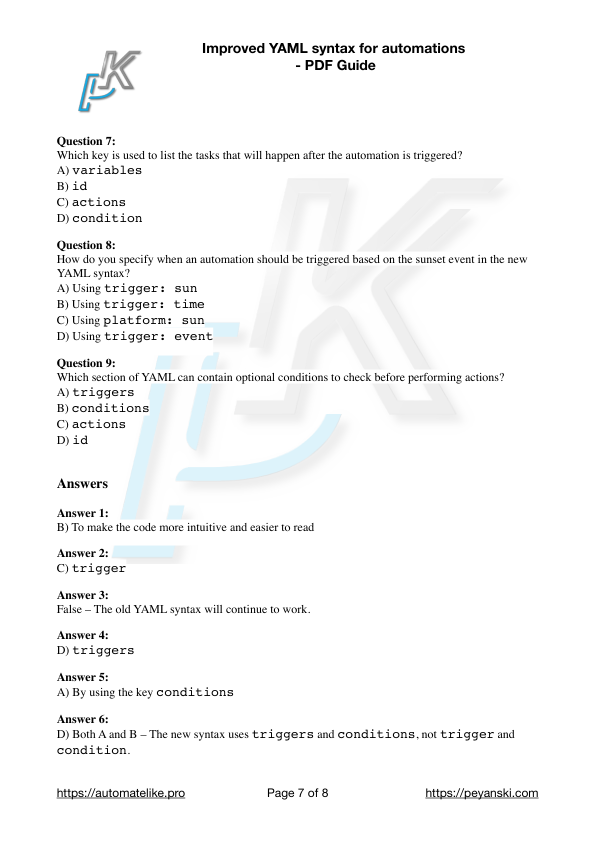 Improved YAML syntax for automations
- PDF Guide
Question 7:
Which key is used to list the tasks that will happen after the automation is triggered?
A) variables
B) id
C) actions
D) condition
Question 8:
How do you specify when an automation should be triggered based on the sunset event in the new
YAML syntax?
A) Using trigger: sun
B) Using trigger: time
C) Using platform: sun
D) Using trigger: event
Question 9:
Which section of YAML can contain optional conditions to check before performing actions?
A) triggers
B) conditions
C) actions
D) id
Answers
Answer 1:
B) To make the code more intuitive and easier to read
Answer 2:
C) trigger
Answer 3:
False – The old YAML syntax will continue to work.
Answer 4:
D) triggers
Answer 5:
A) By using the key conditions
Answer 6:
D) Both A and B – The new syntax uses triggers and conditions, not trigger and
condition.
https://automatelike.pro Page 7 of 8 https://peyanski.com